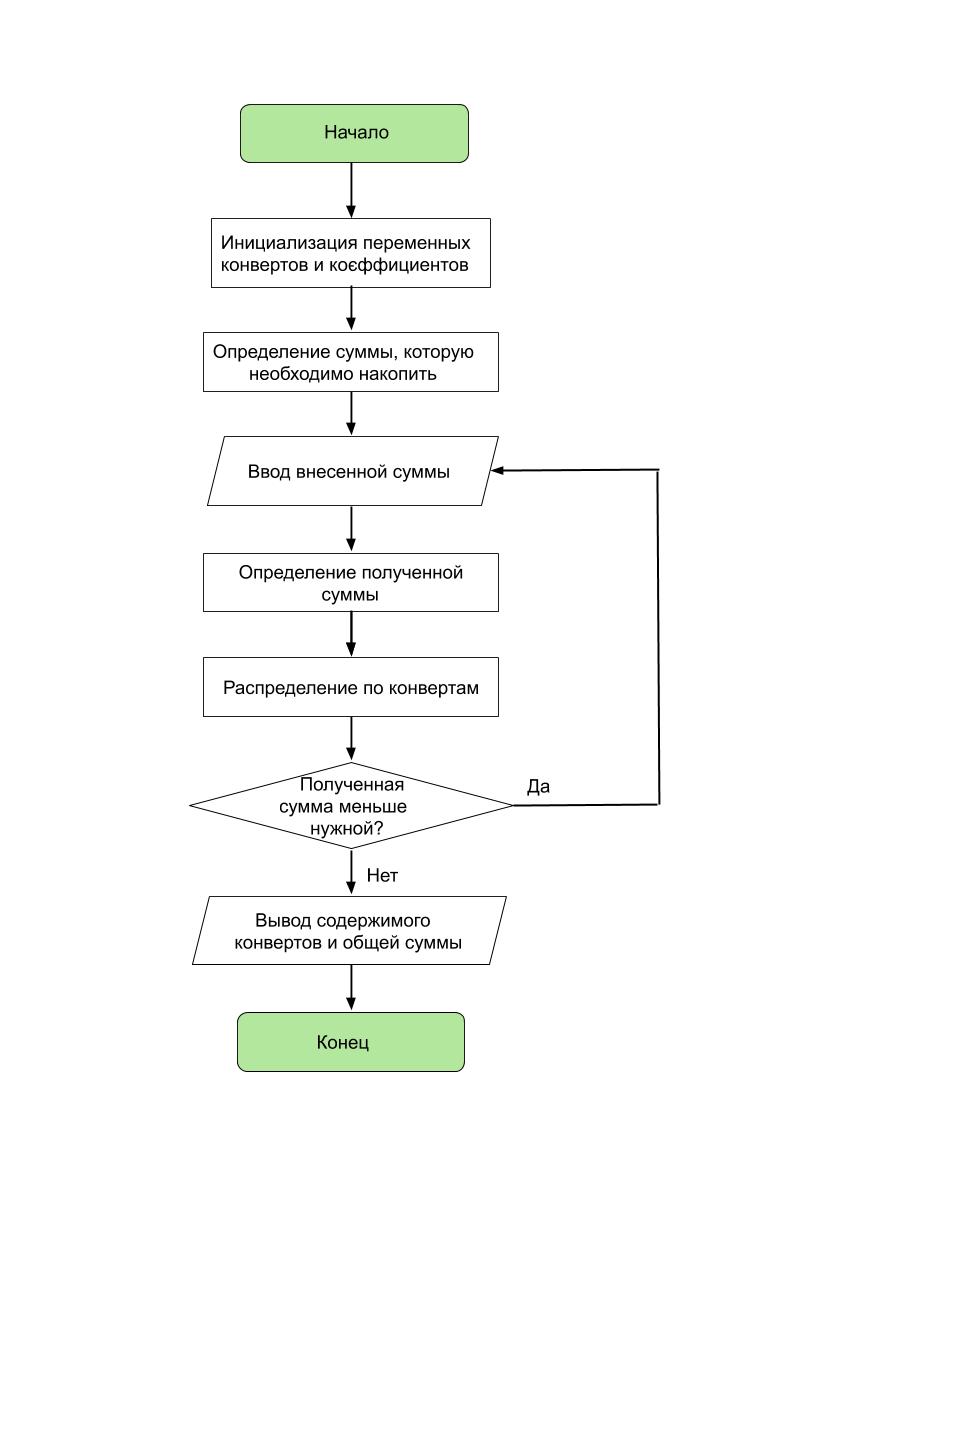 Начало
Инициализация переменных
конвертов и коєффициентов
Определение суммы, которую
необходимо накопить
Ввод внесенной суммы
Определение полученной
суммы
Распределение по конвертам
Полученная
сумма меньше
нужной?
Да
Нет
Вывод содержимого
конвертов и общей суммы
Конец